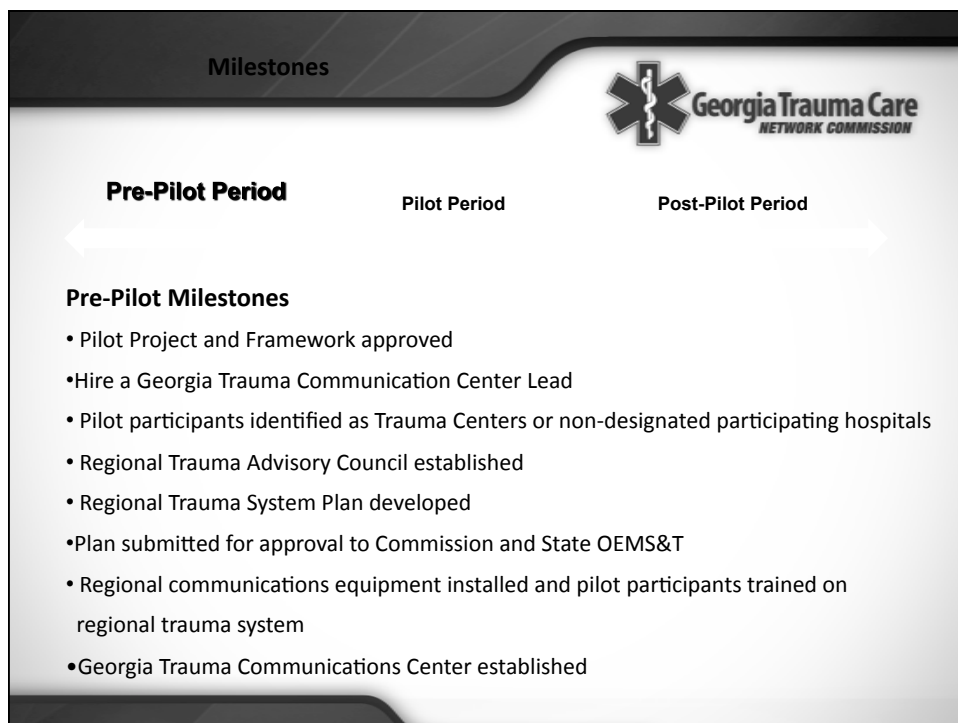 Milestones
Georgia Trauma Care
NETWORK COMMISSION
Pre-Pilot Period
Pilot Period
Post-Pilot Period
Pre-Pilot Milestones
• Pilot Project and Framework approved
•Hire a Georgia Trauma Communication Center Lead
• Pilot participants identified as Trauma Centers or non-designated participating hospitals
• Regional Trauma Advisory Council established
• Regional Trauma System Plan developed
•Plan submitted for approval to Commission and State OEMS&T
• Regional communications equipment installed and pilot participants trained on
regional trauma system
•Georgia Trauma Communications Center established